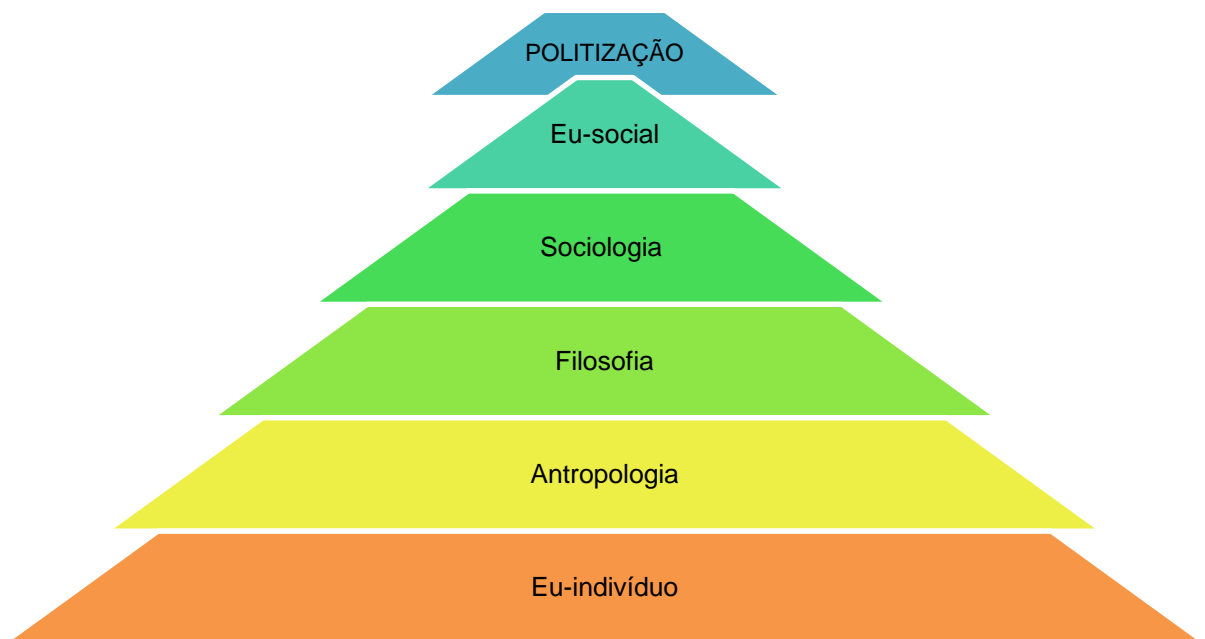 POLITIZAÇÃO
Eu-social
Sociologia
Filosofia
Antropologia
Eu-indivíduo